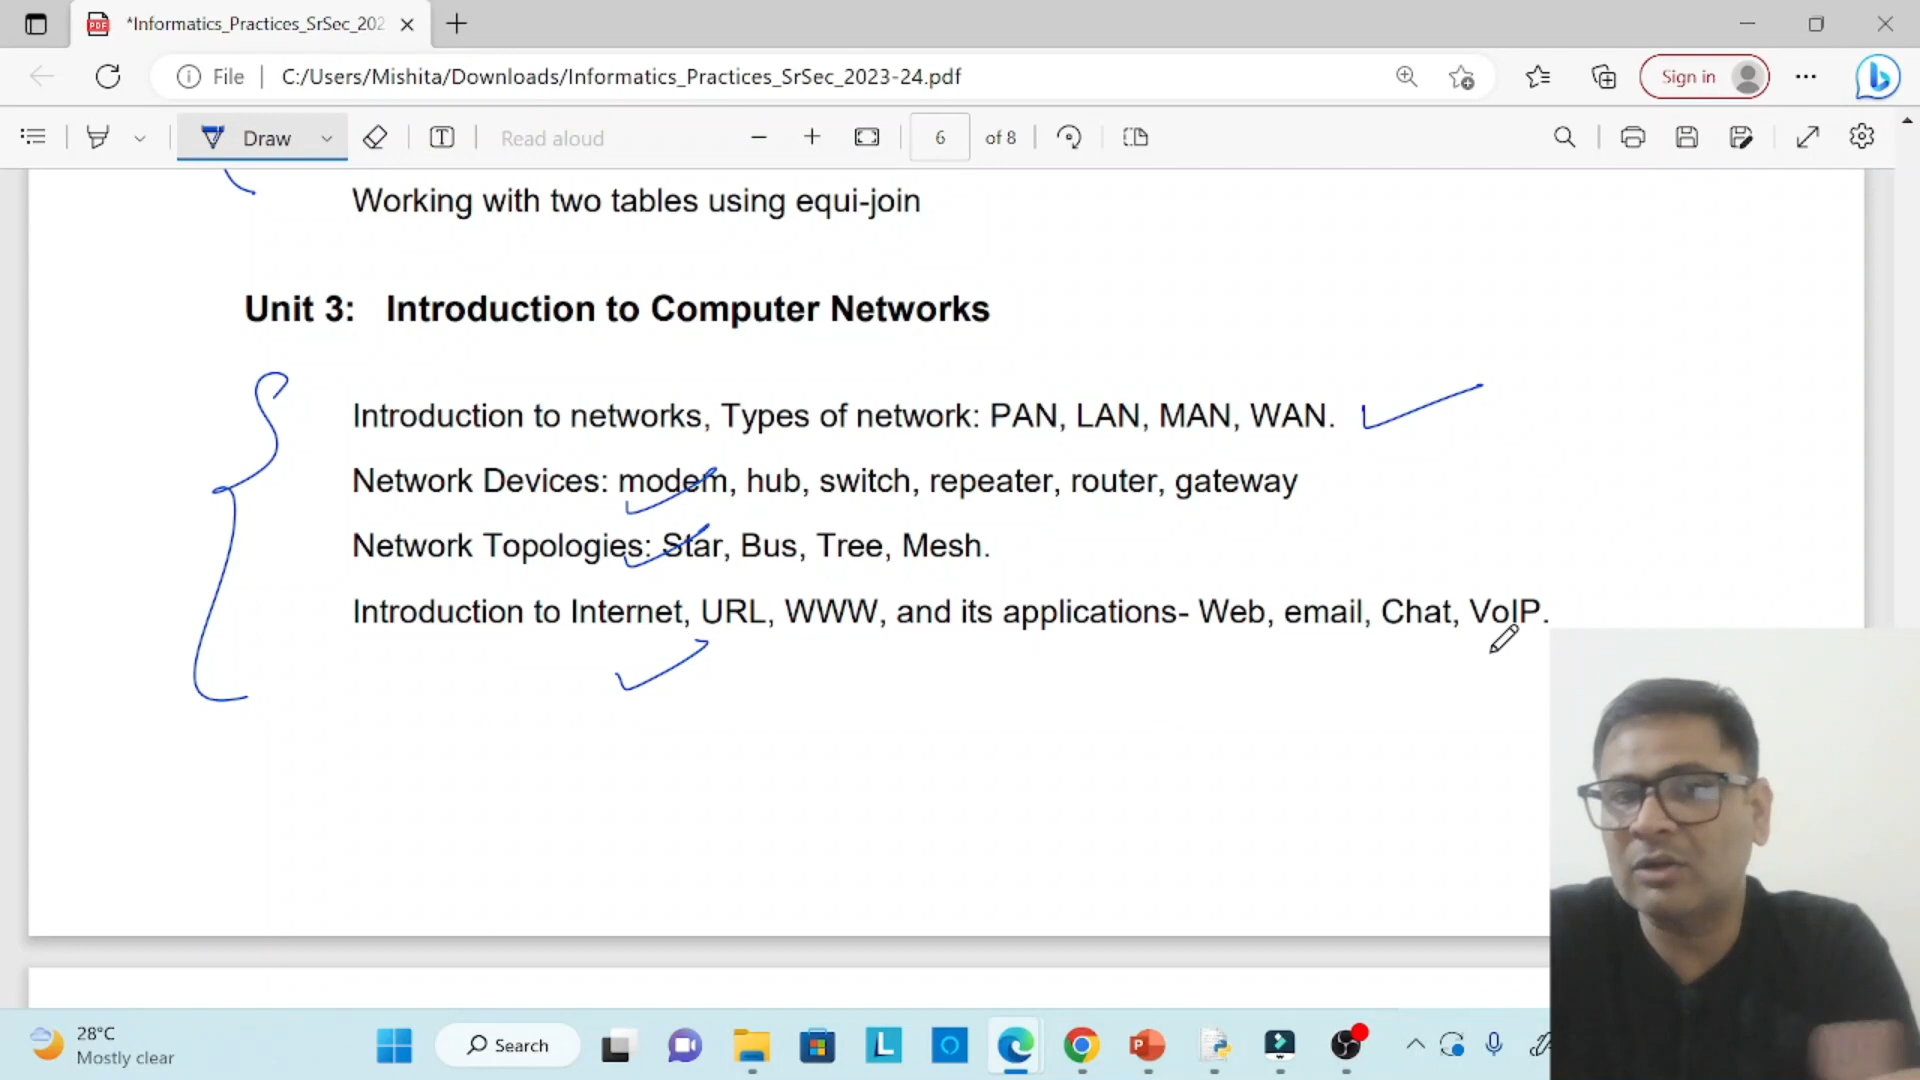 *Informatics_Practices_SrSec_202
File
C:/Users/Mishita/Downloads/Informatics_Practices_SrSec_2023-24.pdf
Sign in
Draw
Read aloud
6 of 8
Working with two tables using equi-join
Unit 3: Introduction to Computer Networks
Introduction to networks, Types of network: PAN, LAN, MAN, WAN.
Network Devices: modem, hub, switch, repeater, router, gateway
Network Topologies: Star, Bus, Tree, Mesh.
Introduction to Internet, URL, WWW, and its applications- Web, email, Chat, VoIP.
28°C
Mostly clear
Search